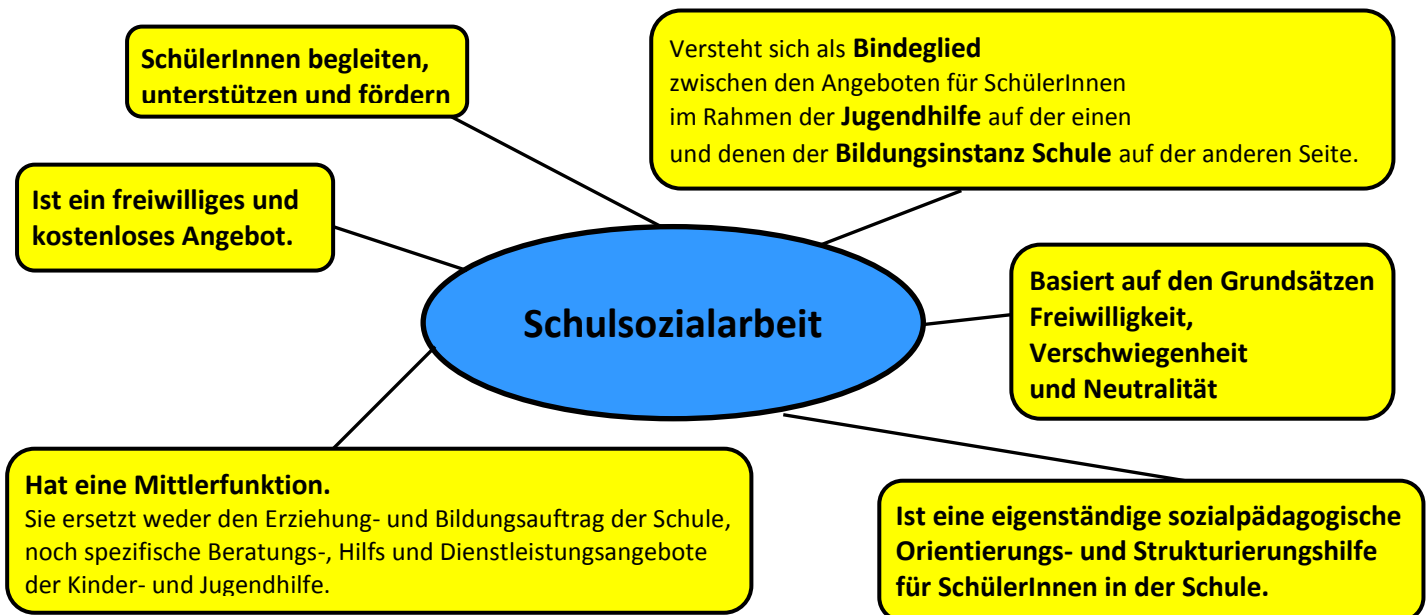 SchülerInnen begleiten,
unterstützen und fördern
Versteht sich als Bindeglied
zwischen den Angeboten für SchülerInnen
im Rahmen der Jugendhilfe auf der einen
und denen der Bildungsinstanz Schule auf der anderen Seite.
Ist ein freiwilliges und
kostenloses Angebot.
Schulsozialarbeit
Basiert auf den Grundsätzen
Freiwilligkeit,
Verschwiegenheit
und Neutralität
Hat eine Mittlerfunktion.
Sie ersetzt weder den Erziehung- und Bildungsauftrag der Schule,
noch spezifische Beratungs-, Hilfs und Dienstleistungsangebote
der Kinder- und Jugendhilfe.
Ist eine eigenständige sozialpädagogische
Orientierungs- und Strukturierungshilfe
für SchülerInnen in der Schule.